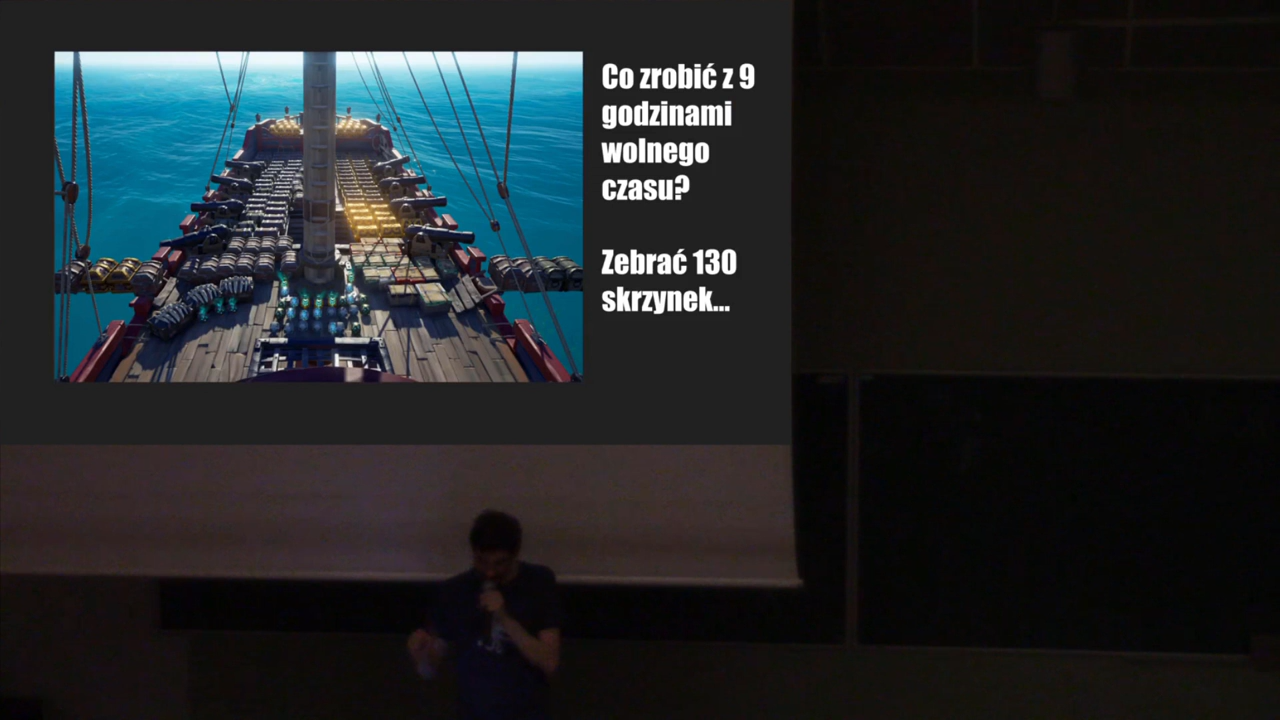 Co zrobić z 9
godzinami
wolnego
czasu?
Zebrać 130
skrzynek...